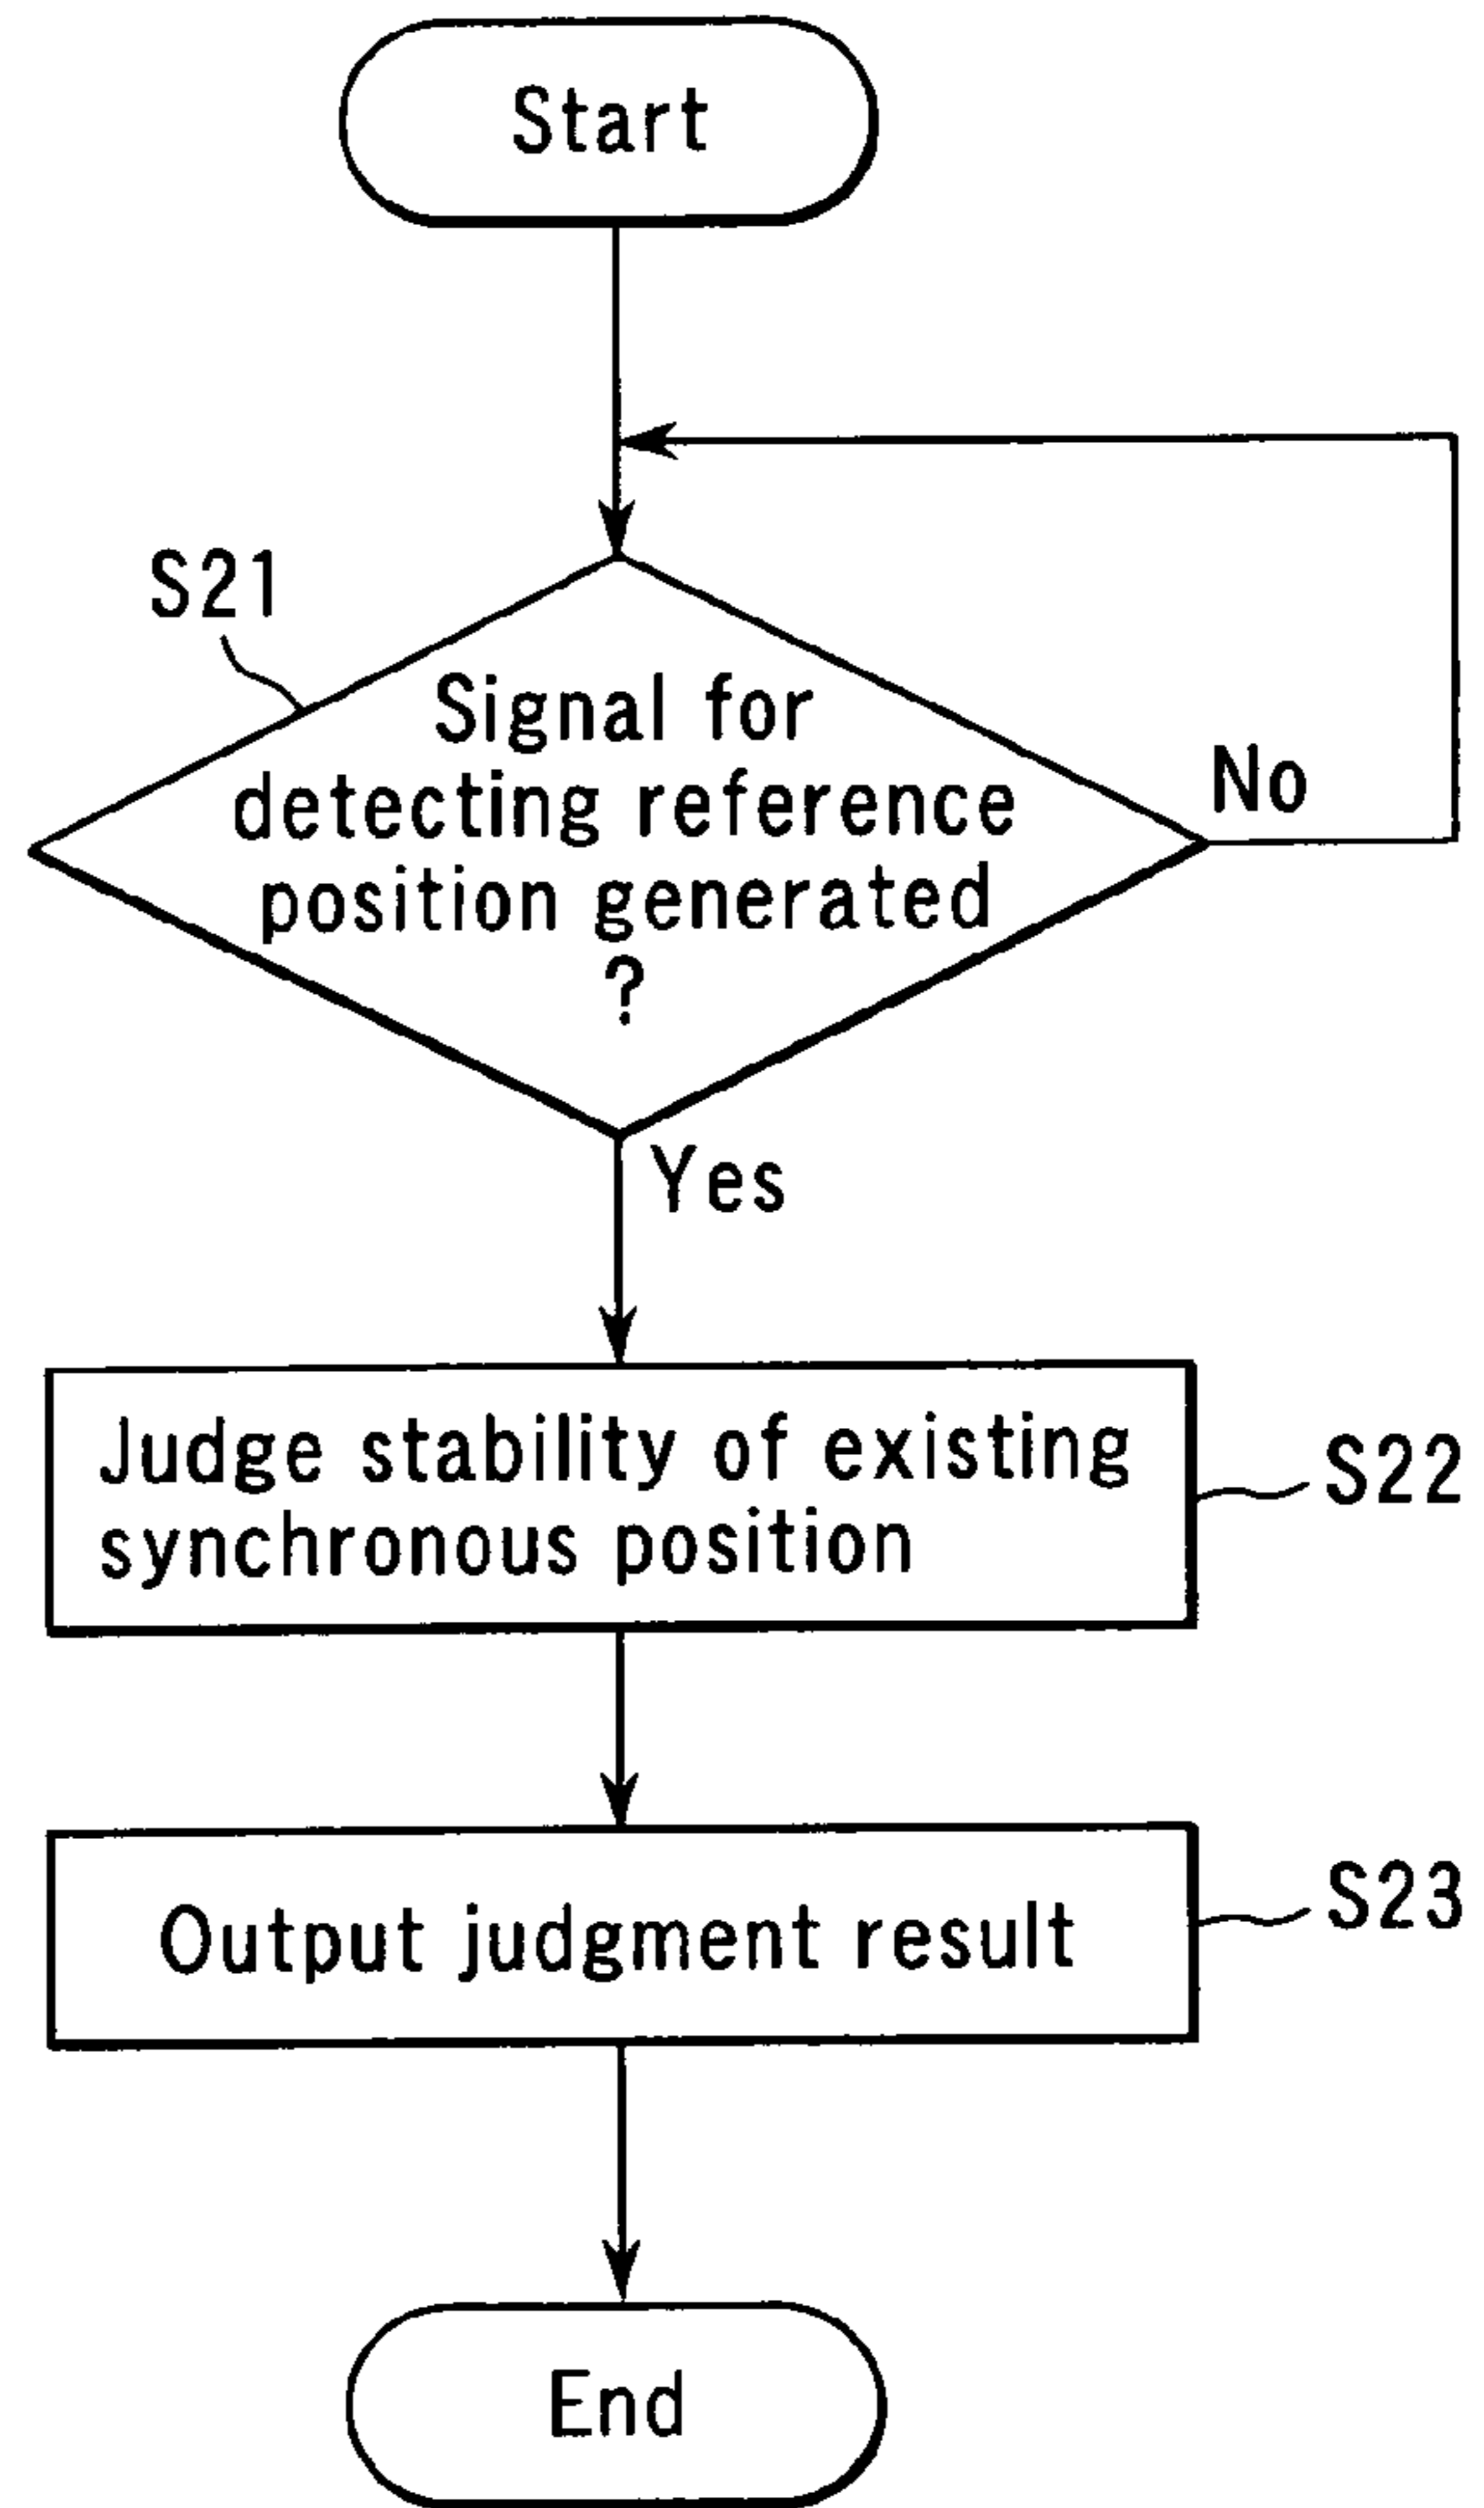 Start
S21
Signal for
detecting reference
position generated
?
No
Yes
Judge stability of existing
synchronous position
S22
Output judgment result
S23
End